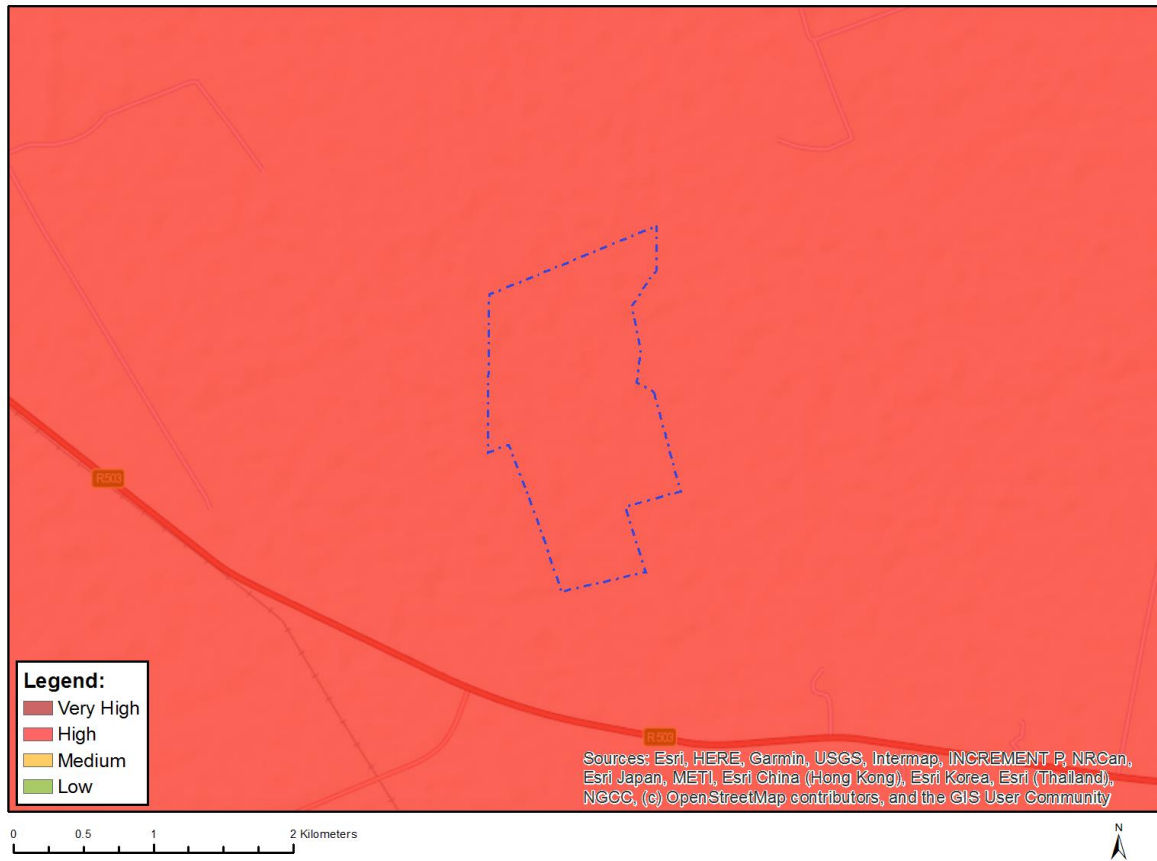 R503
R503
Legend:
Very High
High
Medium
Low
Sources: Esri, HERE, Garmin, USGS, Intermap, INCREMENT P, NRCan,
Esri Japan, METI, Esri China (Hong Kong), Esri Korea, Esri (Thailand),
NGCC, (c) OpenStreetMap contributors, and the GIS User Community
0 0.5 1 2 Kilometers
N